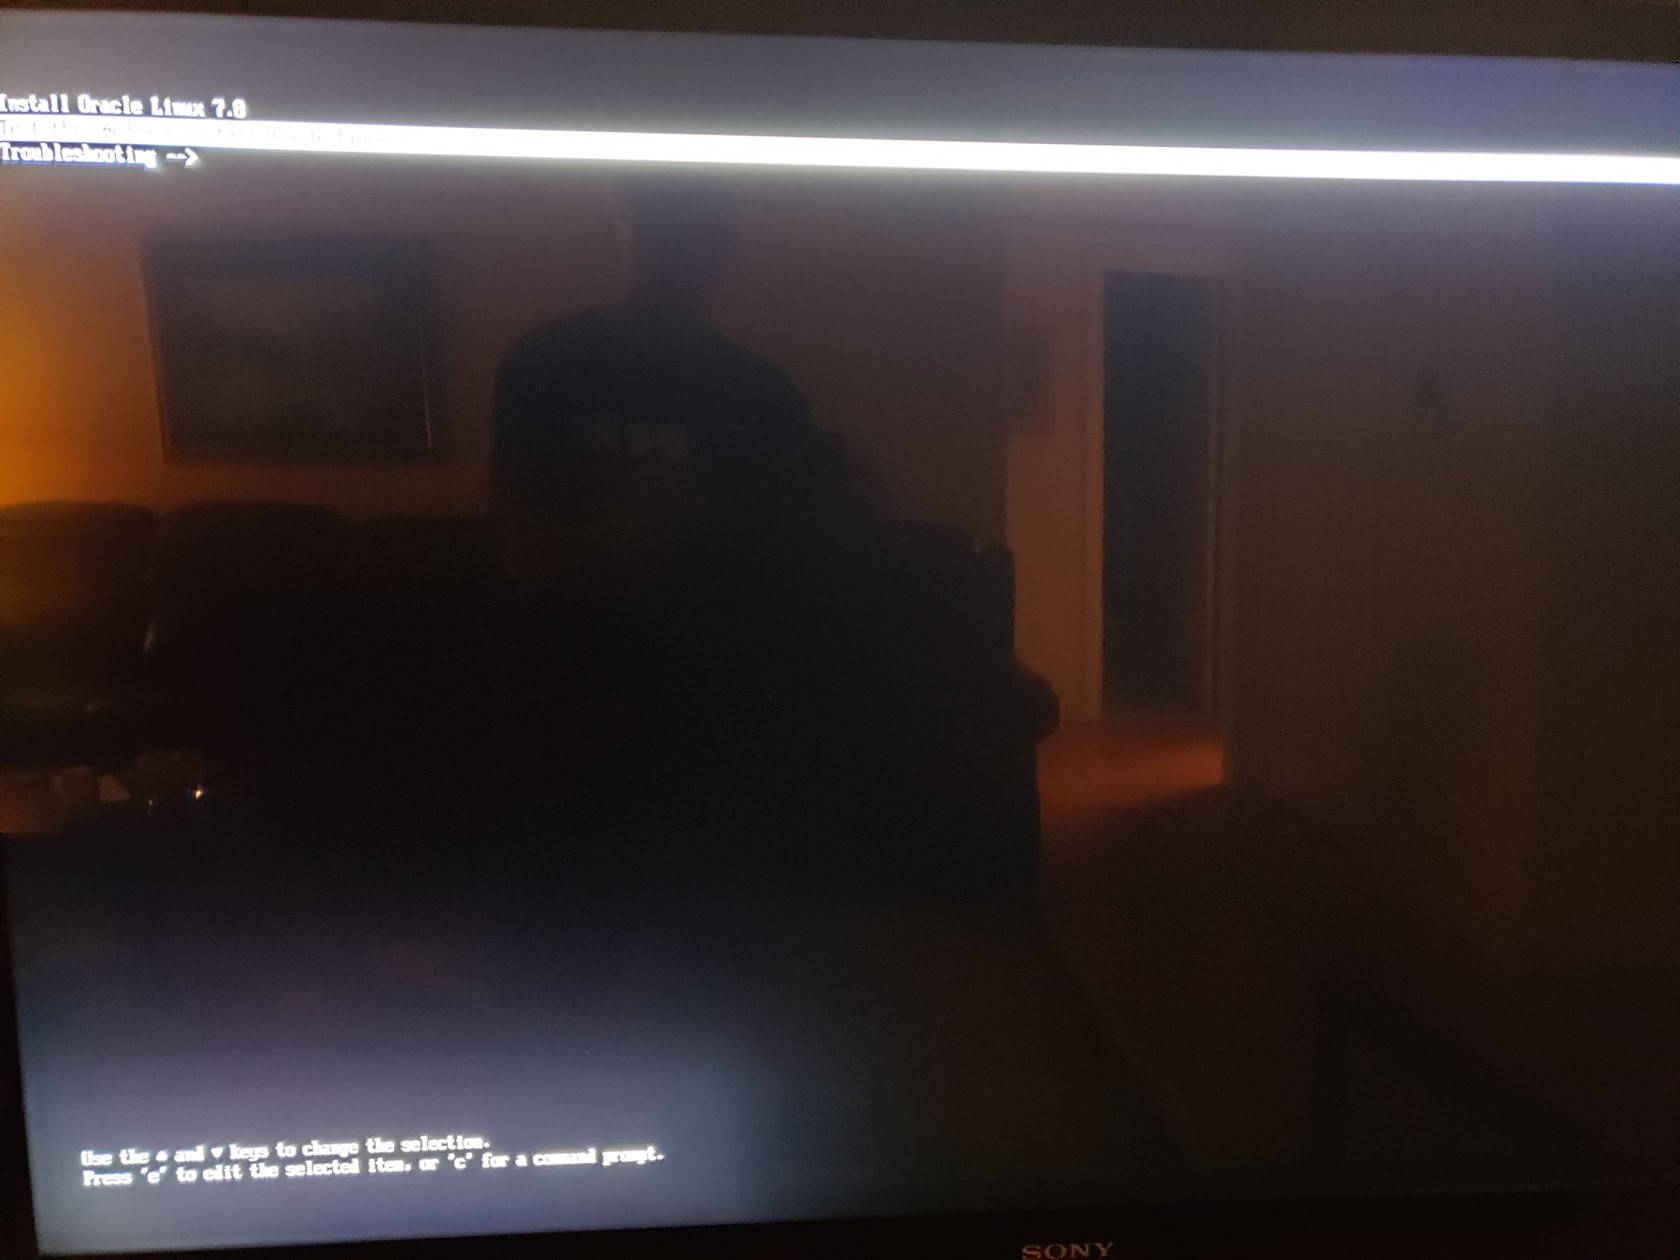 Install Oracle Linux 7.0
Troubleshooting -->
Use the ▲ and ▼ keys to change the selection.
Press 'e' to edit the selected item, or 'c' for a command prompt.
SONY